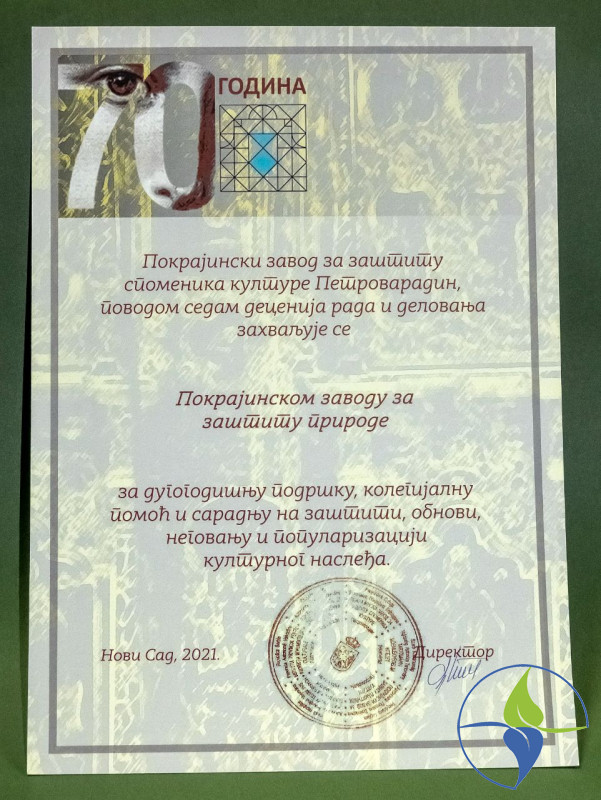 70 ГОДИНА
Покрајински завод за заштиту
споменика културе Петроварадин,
поводом седам деценија рада и деловања
захваљује се
Покрајинском заводу за
заштиту природе
за дугогодишњу подршку, колегијалну
помоћ и сарадњу на заштити, обнови,
неговању и популаризацији
културног наслеђа.
Нови Сад, 2021.
Директор